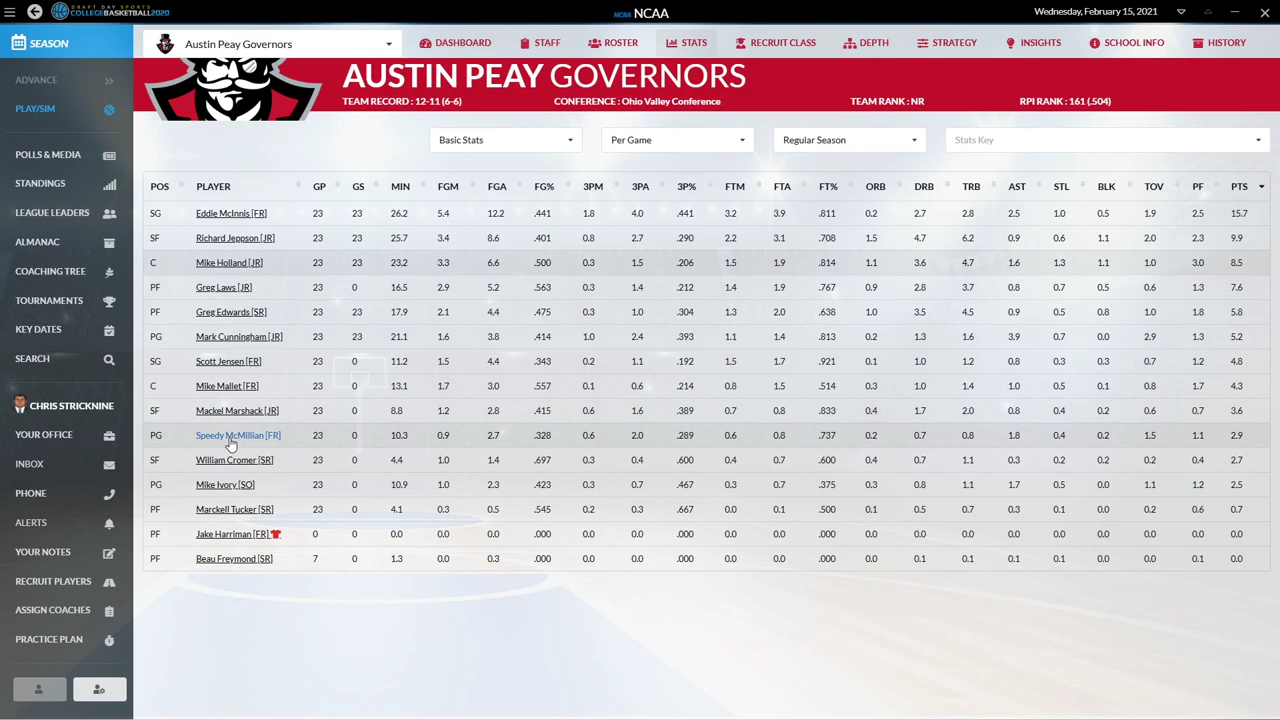 DRAFT DAY SPORTS
COLLEGE BASKETBALL 2020
NCAA NCAA
Wednesday, February 15, 2021
SEASON
Austin Peay Governors
DASHBOARD STAFF ROSTER STATS RECRUIT CLASS DEPTH STRATEGY INSIGHTS SCHOOL INFO HISTORY
ADVANCE
PLAY/SIM
POLLS & MEDIA
STANDINGS
LEAGUE LEADERS
ALMANAC
COACHING TREE
TOURNAMENTS
KEY DATES
SEARCH
CHRIS STRICKNINE
YOUR OFFICE
INBOX
PHONE
ALERTS
YOUR NOTES
RECRUIT PLAYERS
ASSIGN COACHES
PRACTICE PLAN
AUSTIN PEAY GOVERNORS
TEAM RECORD : 12-11 (6-6) CONFERENCE : Ohio Valley Conference TEAM RANK : NR RPI RANK : 161 (.504)
Basic Stats Per Game Regular Season Stats Key
POS PLAYER GP GS MIN FGM FGA FG% 3PM 3PA 3P% FTM FTA FT% ORB DRB TRB AST STL BLK TOV PF PTS
SG Eddie McInnis [FR] 23 23 26.2 5.4 12.2 .441 1.8 4.0 .441 3.2 3.9 .811 0.2 2.7 2.8 2.5 1.0 0.5 1.9 2.5 15.7
SF Richard Jeppson [JR] 23 23 25.7 3.4 8.6 .401 0.8 2.7 .290 2.2 3.1 .708 1.5 4.7 6.2 0.9 0.6 1.1 2.0 2.3 9.9
C Mike Holland [JR] 23 23 23.2 3.3 6.6 .500 0.3 1.5 .206 1.5 1.9 .814 1.1 3.6 4.7 1.6 1.3 1.1 1.0 3.0 8.5
PF Greg Laws [JR] 23 0 16.5 2.9 5.2 .563 0.3 1.4 .212 1.4 1.9 .767 0.9 2.8 3.7 0.8 0.7 0.5 0.6 1.3 7.6
PF Greg Edwards [SR] 23 23 17.9 2.1 4.4 .475 0.3 1.0 .304 1.3 2.0 .638 1.0 3.5 4.5 0.9 0.5 0.8 1.0 1.8 5.8
PG Mark Cunningham [JR] 23 23 21.1 1.6 3.8 .414 1.0 2.4 .393 1.1 1.4 .813 0.2 1.3 1.6 3.9 0.7 0.0 2.9 1.3 5.2
SG Scott Jensen [FR] 23 0 11.2 1.5 4.4 .343 0.2 1.1 .192 1.5 1.7 .921 0.1 1.0 1.2 0.8 0.3 0.3 0.7 1.2 4.8
C Mike Mallet [FR] 23 0 13.1 1.7 3.0 .557 0.1 0.6 .214 0.8 1.5 .514 0.3 1.0 1.4 1.0 0.5 0.1 0.8 1.7 4.3
SF Mackel Marshack [JR] 23 0 8.8 1.2 2.8 .415 0.6 1.6 .389 0.7 0.8 .833 0.4 1.7 2.0 0.8 0.4 0.2 0.6 0.7 3.6
PG Speedy McMillian [FR] 23 0 10.3 0.9 2.7 .328 0.6 2.0 .289 0.6 0.8 .737 0.2 0.7 0.8 1.8 0.4 0.2 1.5 1.1 2.9
SF William Cromer [SR] 23 0 4.4 1.0 1.4 .697 0.3 0.4 .600 0.4 0.7 .600 0.4 0.7 1.1 0.3 0.2 0.2 0.2 0.4 2.7
PG Mike Ivory [SO] 23 0 10.9 1.0 2.3 .423 0.3 0.7 .467 0.3 0.7 .375 0.3 0.8 1.1 1.7 0.5 0.0 1.1 1.2 2.5
PF Marckell Tucker [SR] 23 0 4.1 0.3 0.5 .545 0.2 0.3 .667 0.0 0.1 .500 0.1 0.5 0.7 0.3 0.0 0.0 0.2 0.6 0.7
PF Jake Harriman [FR] 0 0 0.0 0.0 0.0 .000 0.0 0.0 .000 0.0 0.0 .000 0.0 0.0 0.0 0.0 0.0 0.0 0.0 0.0 0.0
PF Beau Freymond [SR] 7 0 1.3 0.0 0.3 .000 0.0 0.0 .000 0.0 0.0 .000 0.0 0.1 0.1 0.1 0.1 0.0 0.0 0.1 0.0